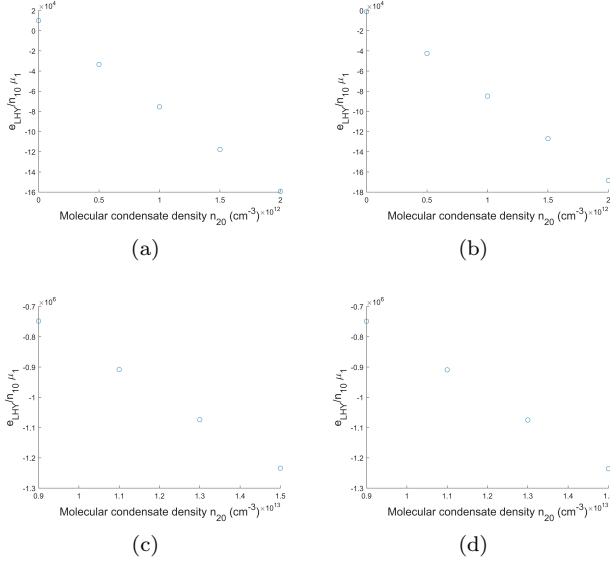 ×10⁴
2
0
-2
-4
-6
-8
-10
-12
-14
-16
e_LHY/n_10 μ_1
0 0.5 1 1.5 2
Molecular condensate density n_20 (cm⁻³) ×10¹²
(a)
×10⁴
0
-2
-4
-6
-8
-10
-12
-14
-16
-18
e_LHY/n_10 μ_1
0 0.5 1 1.5 2
Molecular condensate density n_20 (cm⁻³) ×10¹²
(b)
×10⁶
-0.7
-0.8
-0.9
-1
-1.1
-1.2
-1.3
e_LHY/n_10 μ_1
0.9 1 1.1 1.2 1.3 1.4 1.5
Molecular condensate density n_20 (cm⁻³) ×10¹³
(c)
×10⁶
-0.7
-0.8
-0.9
-1
-1.1
-1.2
-1.3
e_LHY/n_10 μ_1
0.9 1 1.1 1.2 1.3 1.4
Molecular condensate density n_20 (cm⁻³) ×10¹³
(d)